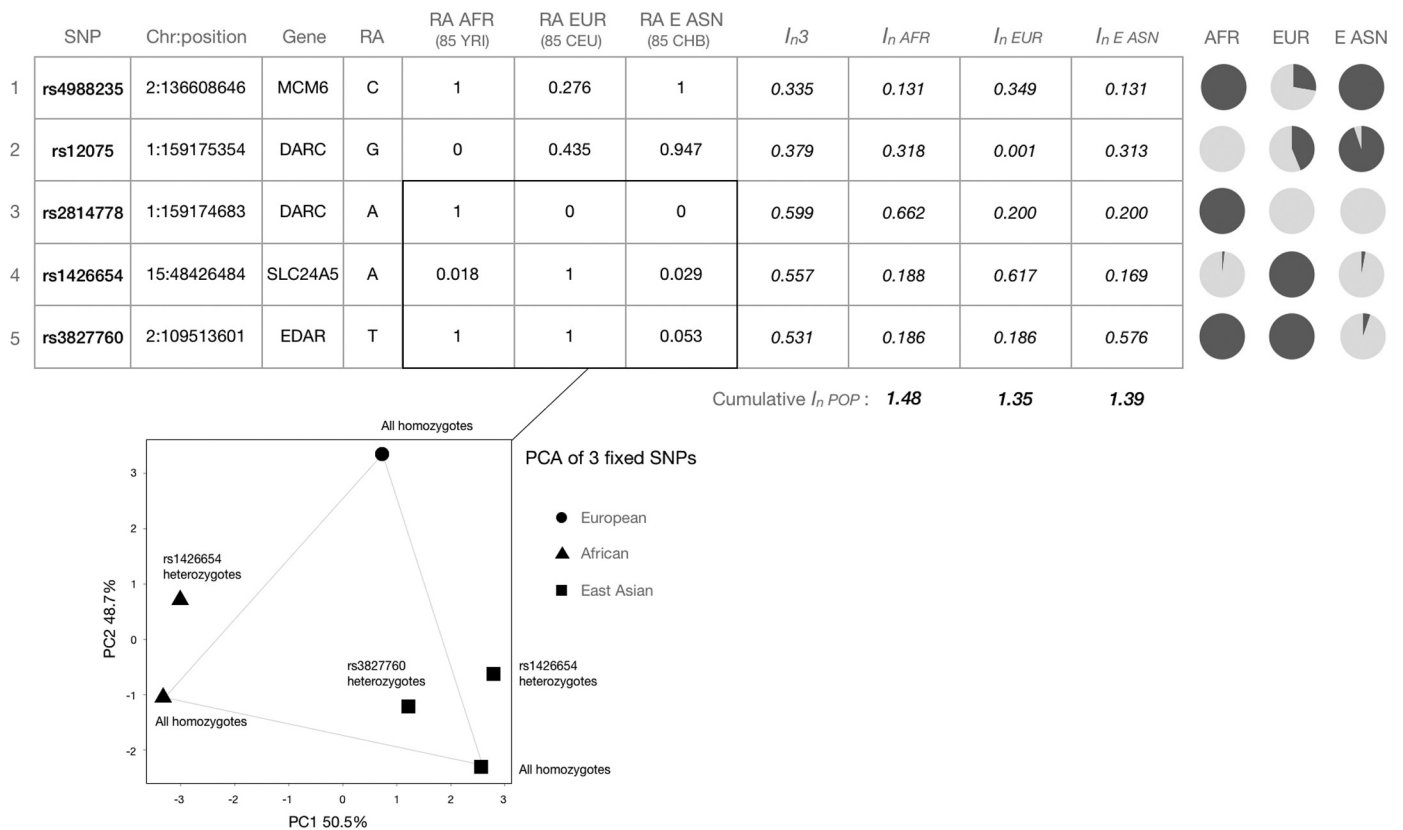 SNP Chr:position Gene RA RA AFR (85 YRI) RA EUR (85 CEU) RA E ASN (85 CHB) In3 In AFR In EUR In E ASN AFR EUR E ASN
1 rs4988235 2:136608646 MCM6 C 1 0.276 1 0.335 0.131 0.349 0.131
2 rs12075 1:159175354 DARC G 0 0.435 0.947 0.379 0.318 0.001 0.313
3 rs2814778 1:159174683 DARC A 1 0 0 0.599 0.662 0.200 0.200
4 rs1426654 15:48426484 SLC24A5 A 0.018 1 0.029 0.557 0.188 0.617 0.169
5 rs3827760 2:109513601 EDAR T 1 1 0.053 0.531 0.186 0.186 0.576
Cumulative In POP : 1.48 1.35 1.39
All homozygotes
PCA of 3 fixed SNPs
European
African
East Asian
rs1426654
heterozygotes
rs3827760
heterozygotes
rs1426654
heterozygotes
All homozygotes
All homozygotes
PC2 48.7%
3
2
1
0
-1
-2
-3 -2 -1 0 1 2 3
PC1 50.5%